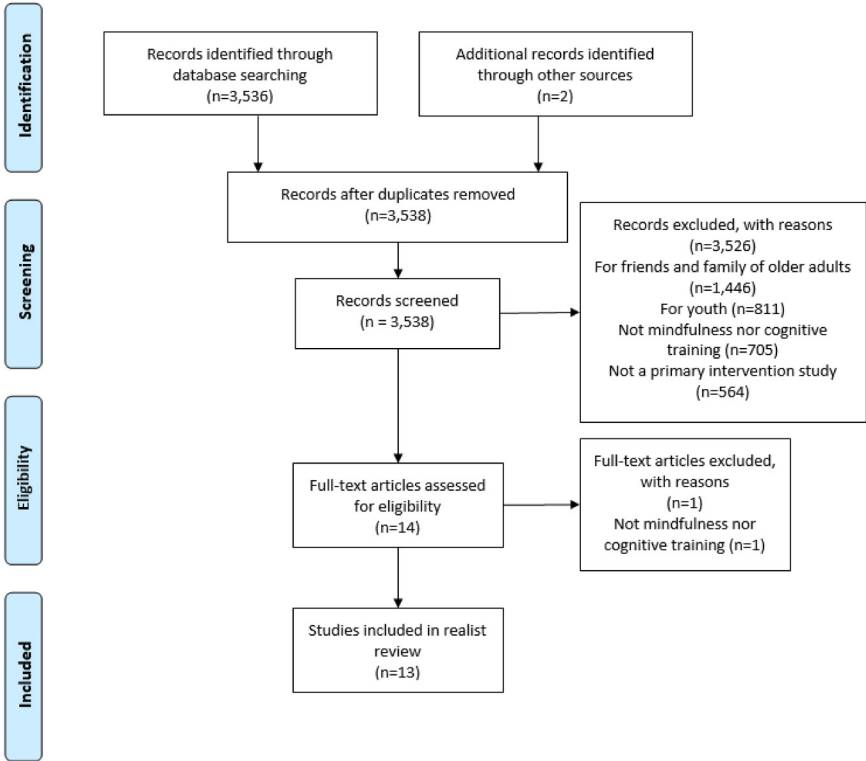 Identification
Records identified through
database searching
(n=3,536)
Additional records identified
through other sources
(n=2)
Records after duplicates removed
(n=3,538)
Screening
Records screened
(n = 3,538)
Records excluded, with reasons
(n=3,526)
For friends and family of older adults
(n=1,446)
For youth (n=811)
Not mindfulness nor cognitive
training (n=705)
Not a primary intervention study
(n=564)
Eligibility
Full-text articles assessed
for eligibility
(n=14)
Full-text articles excluded,
with reasons
(n=1)
Not mindfulness nor
cognitive training (n=1)
Included
Studies included in realist
review
(n=13)